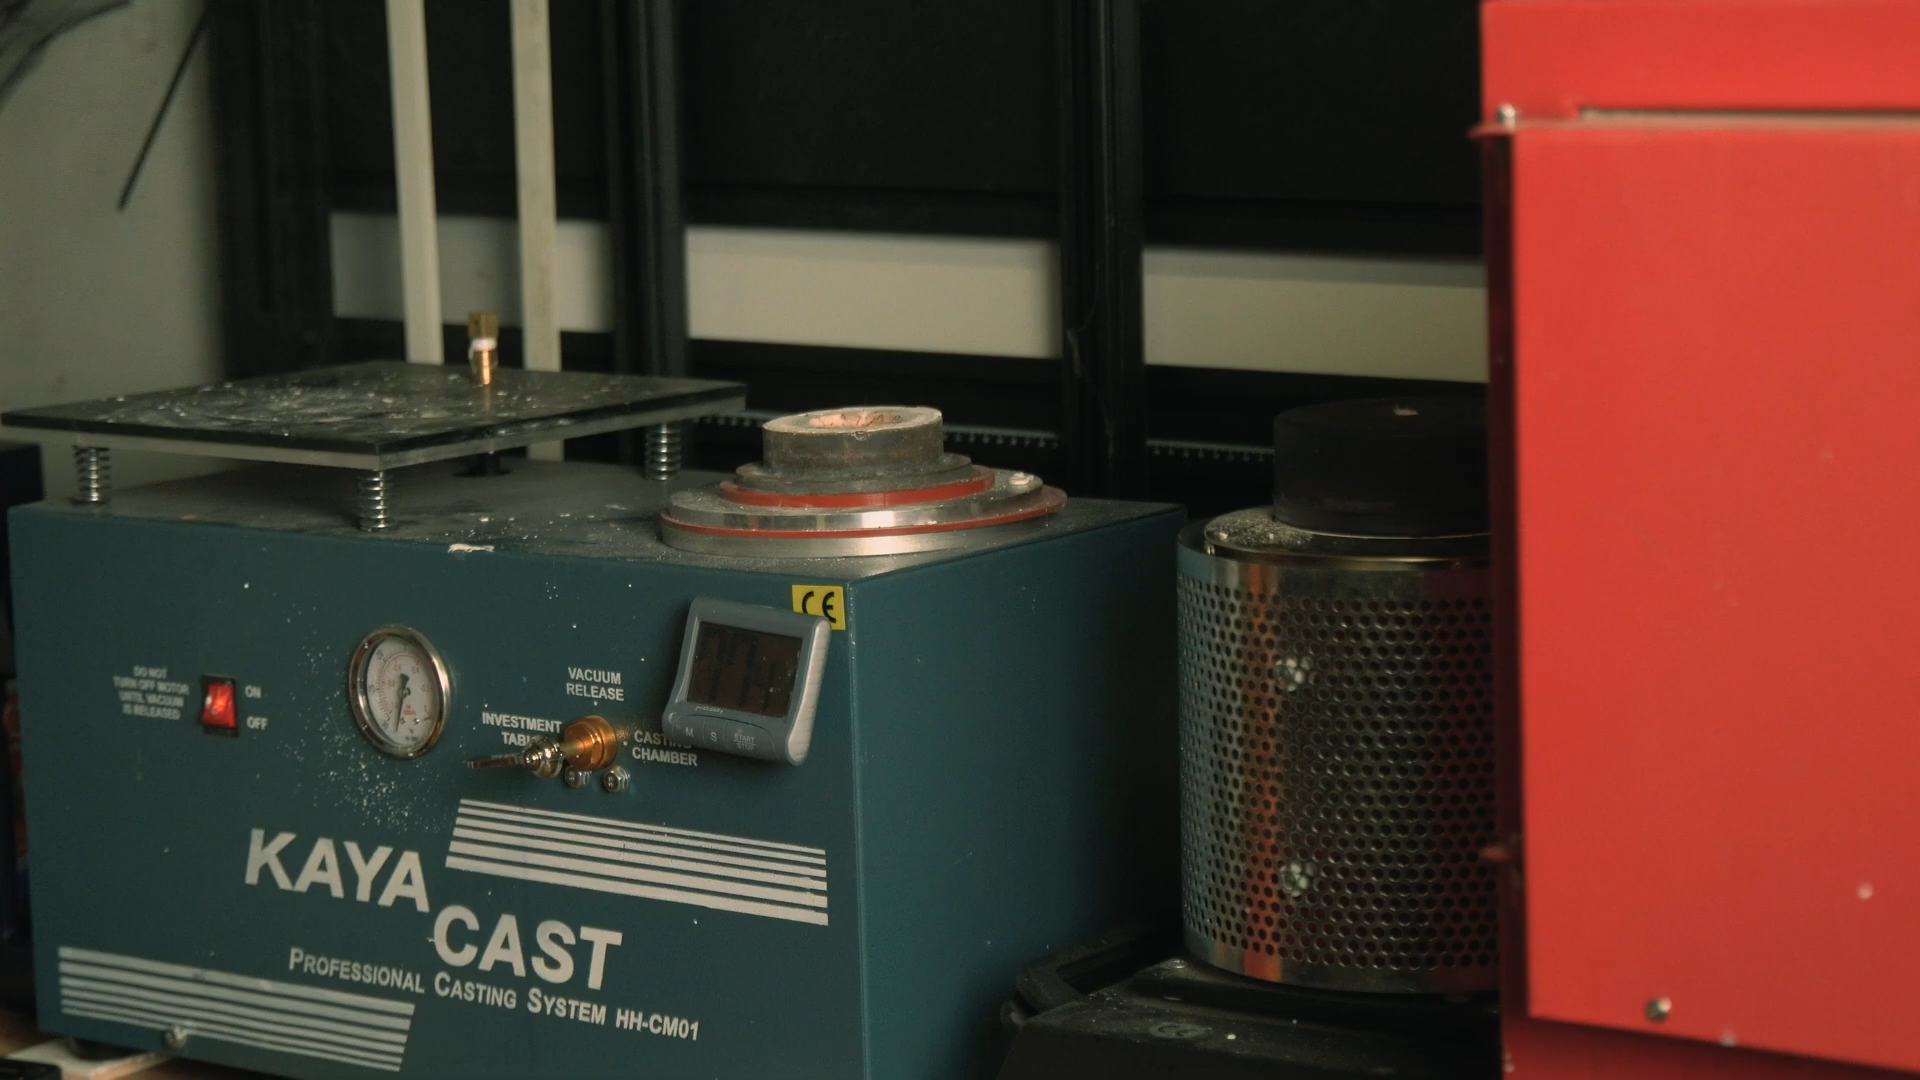 CE
DO NOT
TURN OFF MOTOR
UNTIL VACUUM
IS RELEASED
ON
OFF
VACUUM
RELEASE
INVESTMENT
CASTING
CHAMBER
M S START
KAYA
CAST
PROFESSIONAL CASTING SYSTEM HH-CM01